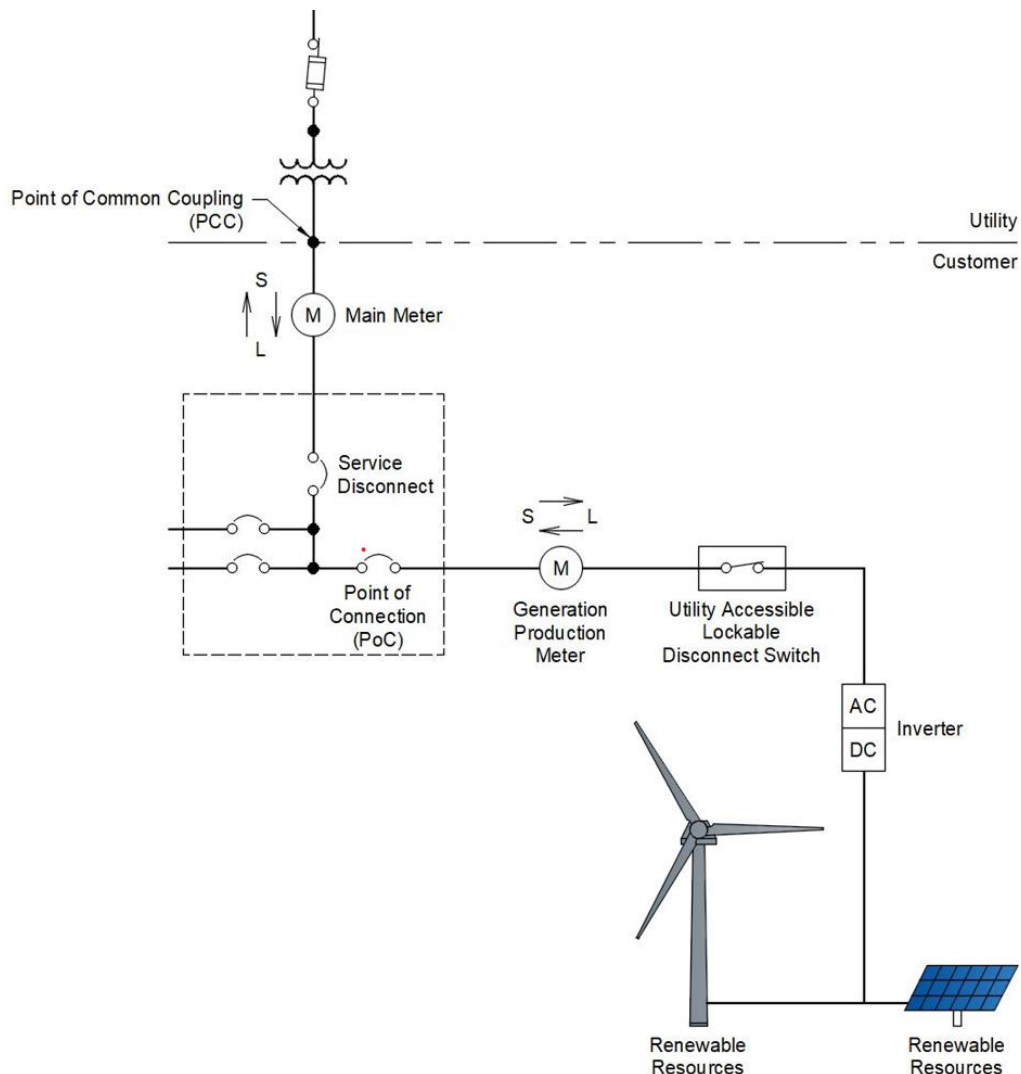 Point of Common Coupling
(PCC)
Utility
Customer
S
L
M
Main Meter
Service
Disconnect
S
L
M
Point of
Connection
(PoC)
Generation
Production
Meter
Utility Accessible
Lockable
Disconnect Switch
AC
DC
Inverter
Renewable
Resources
Renewable
Resources